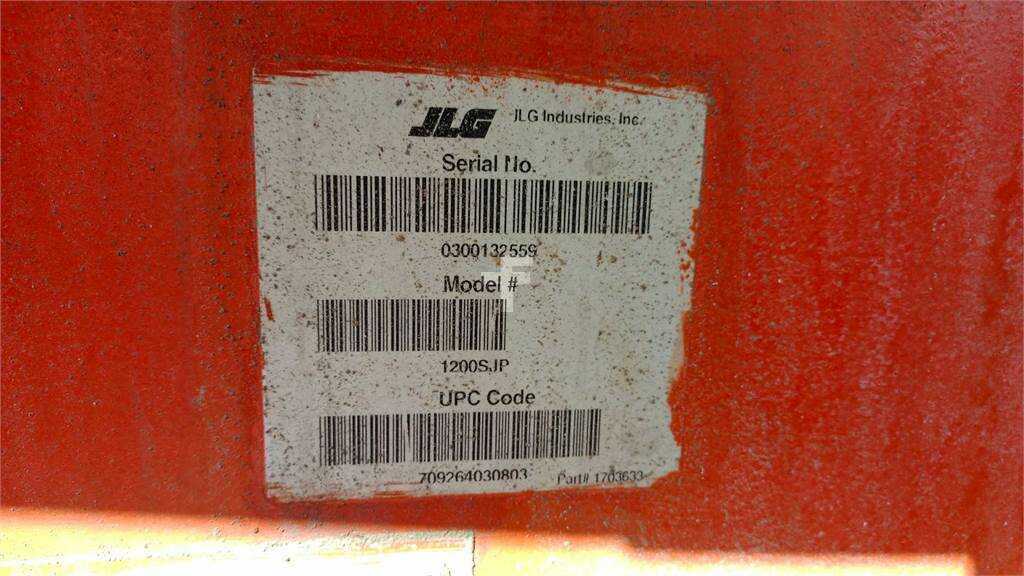 JLG JLG Industries, Inc.
Serial No.
0300132559
Model #
1200SJP
UPC Code
709264030803 Part# 1703633